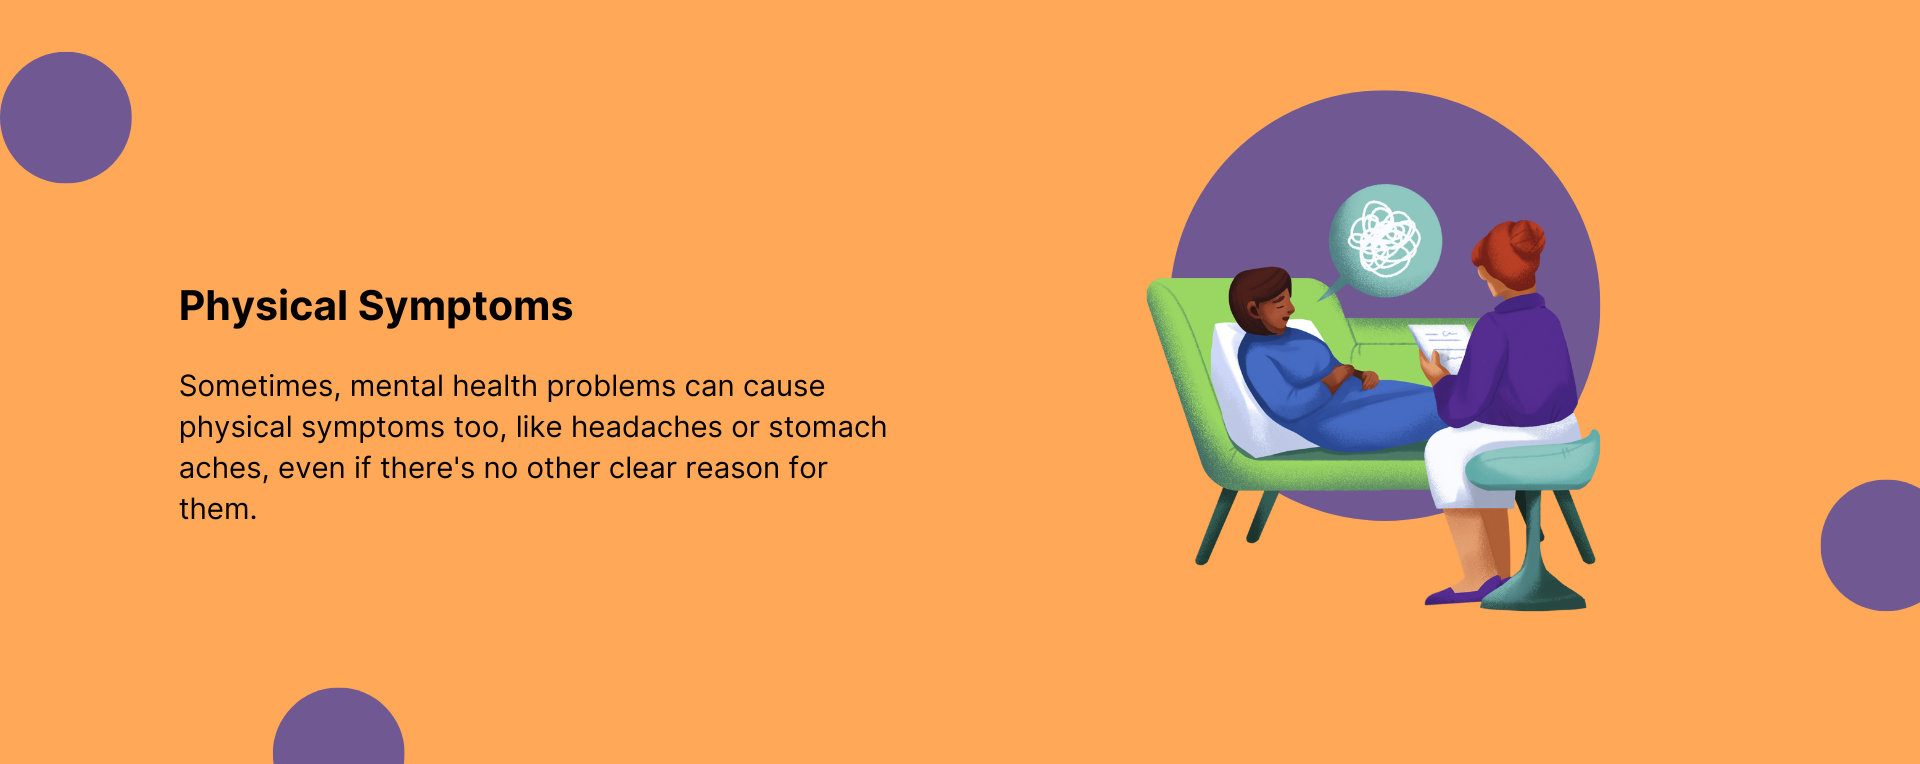 Physical Symptoms
Sometimes, mental health problems can cause
physical symptoms too, like headaches or stomach
aches, even if there's no other clear reason for
them.